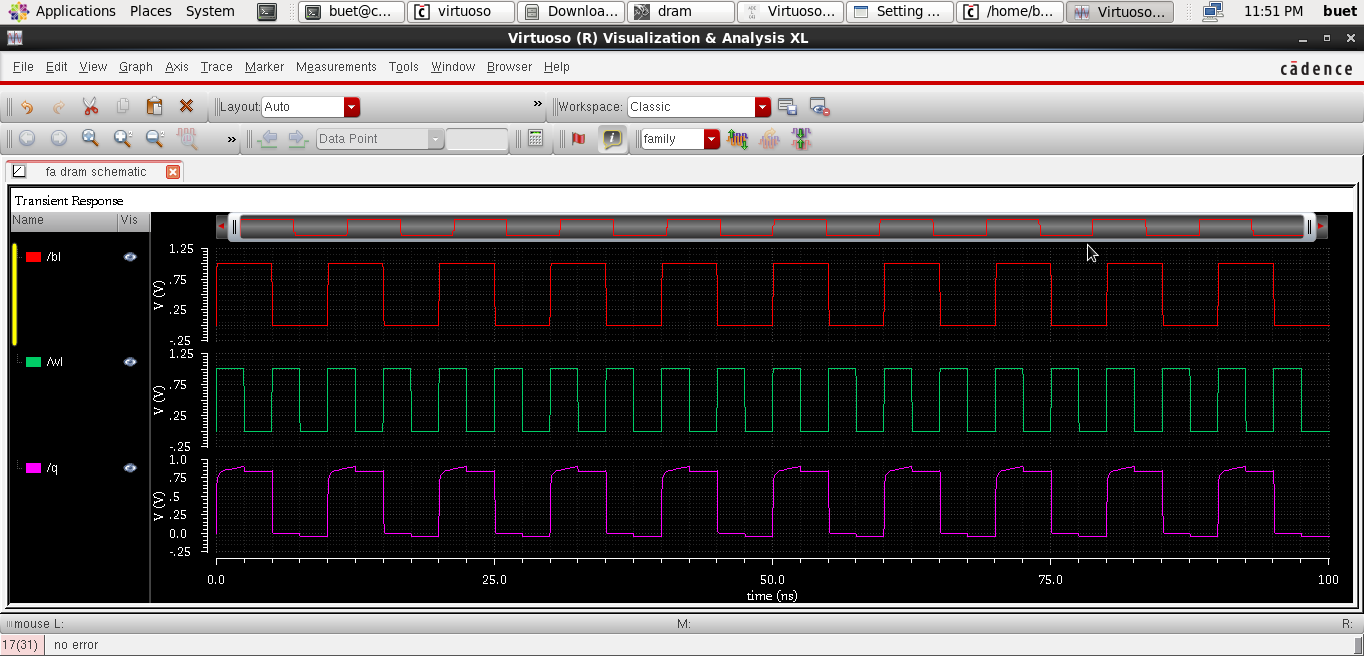 Applications Places System buet@c... virtuoso Downloa... dram Virtuoso... Setting ... /home/b... Virtuoso... 11:51 PM buet
Virtuoso (R) Visualization & Analysis XL
File Edit View Graph Axis Trace Marker Measurements Tools Window Browser Help cādence
Layout: Auto » Workspace: Classic
» Data Point family
fa dram schematic
Transient Response
Name Vis
/bl
V (V)
1.25
.75
.25
-.25
/wl
V (V)
1.25
.75
.25
-.25
/q
V (V)
1.0
.75
.5
.25
0.0
-.25
0.0 25.0 50.0 75.0 100
time (ns)
mouse L: M: R:
17(31) no error